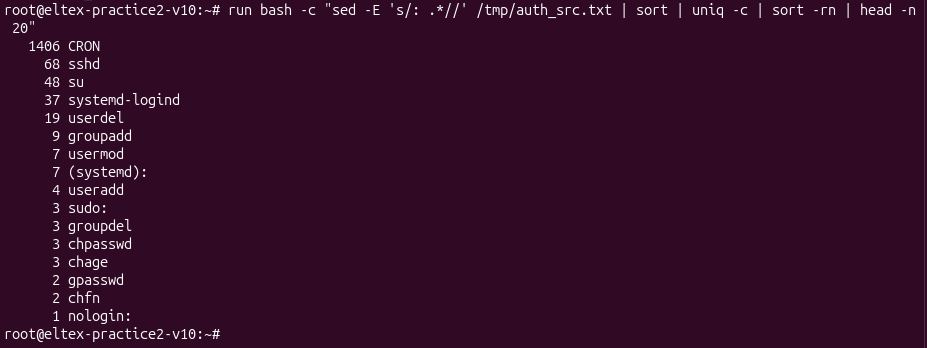 root@eltex-practice2-v10:~# run bash -c "sed -E 's/: .*//' /tmp/auth_src.txt | sort | uniq -c | sort -rn | head -n
 20"
   1406 CRON
     68 sshd
     48 su
     37 systemd-logind
     19 userdel
      9 groupadd
      7 usermod
      7 (systemd):
      4 useradd
      3 sudo:
      3 groupdel
      3 chpasswd
      3 chage
      2 gpasswd
      2 chfn
      1 nologin:
root@eltex-practice2-v10:~#